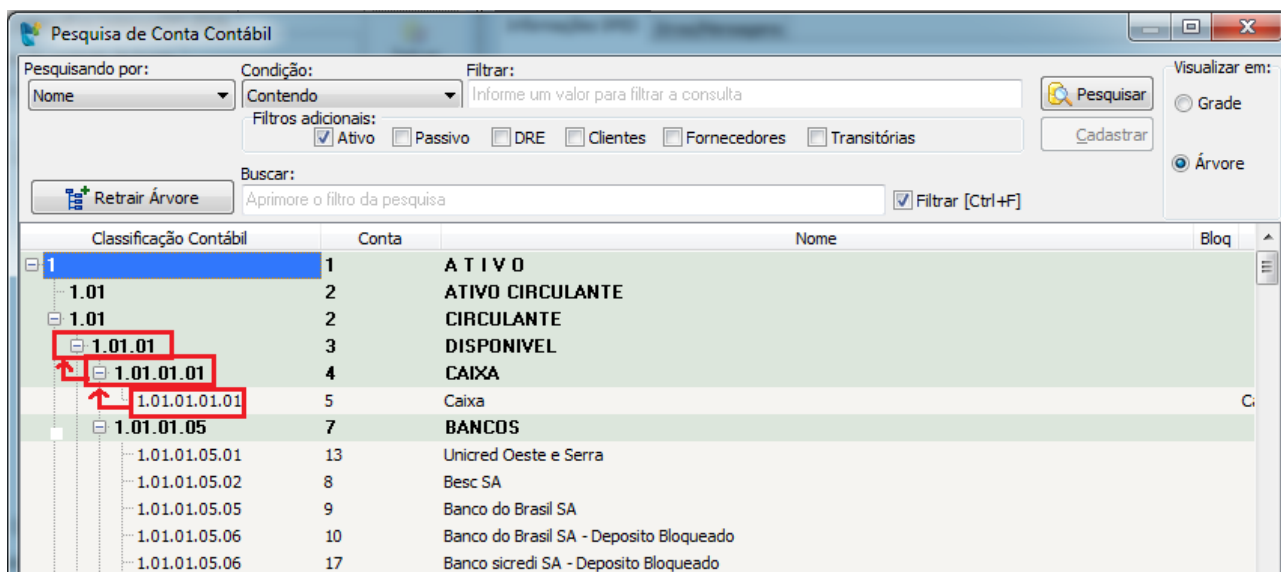 Pesquisa de Conta Contábil
Pesquisando por: Condição: Filtrar: Visualizar em:
Nome Contendo Informe um valor para filtrar a consulta Pesquisar Grade
Filtros adicionais:
Ativo Passivo DRE Clientes Fornecedores Transitórias Cadastrar
Árvore
Buscar:
Retrair Árvore Aprimore o filtro da pesquisa Filtrar [Ctrl+F]
Classificação Contábil Conta Nome Bloq
1 1 A T I V O
1.01 2 ATIVO CIRCULANTE
1.01 2 CIRCULANTE
1.01.01 3 DISPONIVEL
1.01.01.01 4 CAIXA
1.01.01.01.01 5 Caixa
1.01.01.05 7 BANCOS
1.01.01.05.01 13 Unicred Oeste e Serra
1.01.01.05.02 8 Besc SA
1.01.01.05.05 9 Banco do Brasil SA
1.01.01.05.06 10 Banco do Brasil SA - Deposito Bloqueado
1.01.01.05.06 17 Banco sicredi SA - Deposito Bloqueado